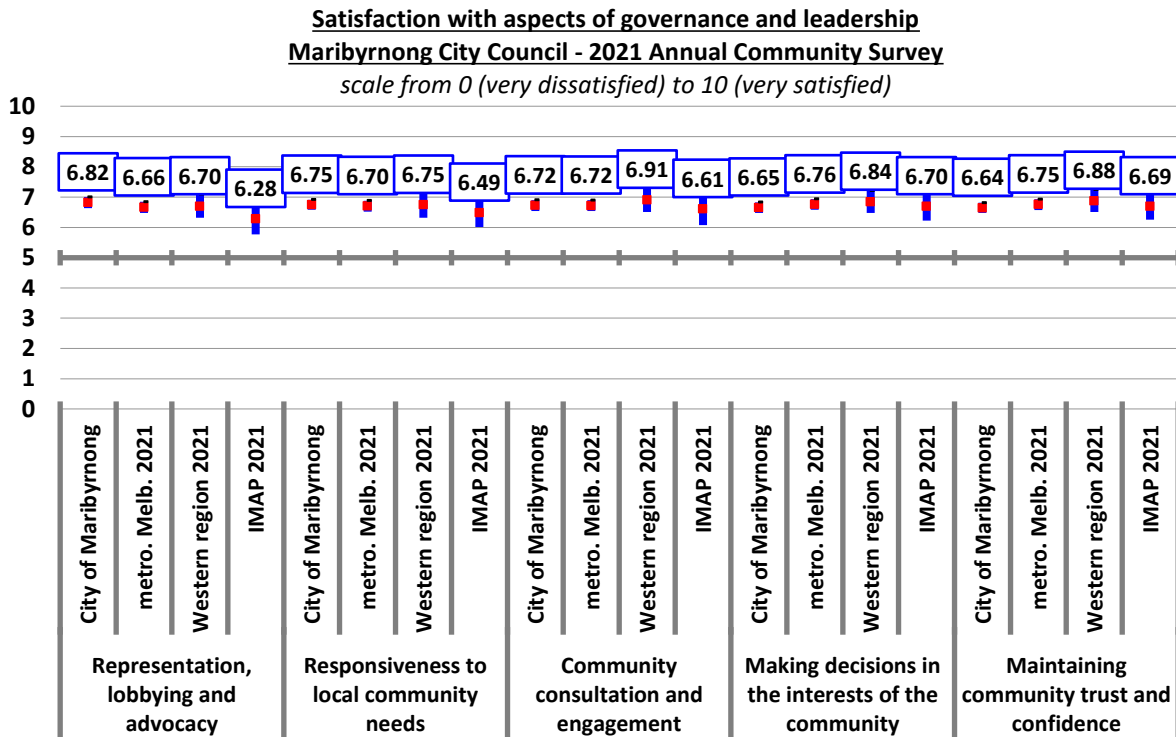 Satisfaction with aspects of governance and leadership
Maribyrnong City Council - 2021 Annual Community Survey
scale from 0 (very dissatisfied) to 10 (very satisfied)
10
9
8
7
6
5
4
3
2
1
0
6.82
6.66
6.70
6.28
6.75
6.70
6.75
6.49
6.72
6.72
6.91
6.61
6.65
6.76
6.84
6.70
6.64
6.75
6.88
6.69
City of Maribyrnong
metro. Melb. 2021
Western region 2021
IMAP 2021
City of Maribyrnong
metro. Melb. 2021
Western region 2021
IMAP 2021
City of Maribyrnong
metro. Melb. 2021
Western region 2021
IMAP 2021
City of Maribyrnong
metro. Melb. 2021
Western region 2021
IMAP 2021
City of Maribyrnong
metro. Melb. 2021
Western region 2021
IMAP 2021
Representation,
lobbying and
advocacy
Responsiveness to
local community
needs
Community
consultation and
engagement
Making decisions in
the interests of the
community
Maintaining
community trust and
confidence